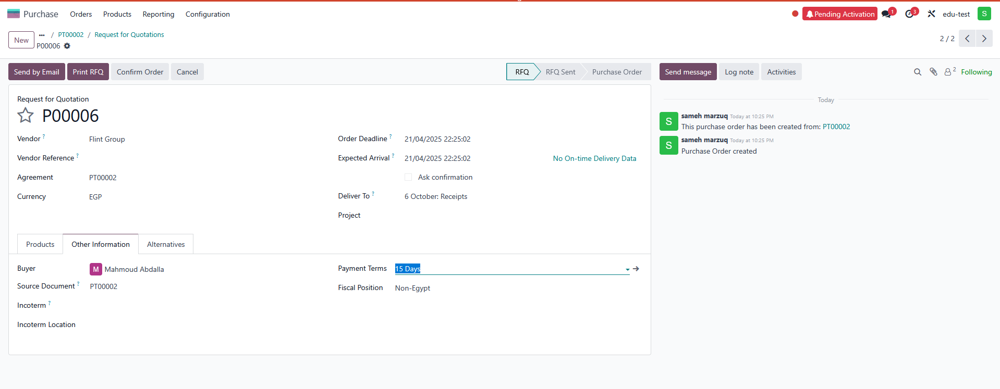 Purchase Orders Products Reporting Configuration Pending Activation 1 3 edu-test S
New ... / PT00002 / Request for Quotations
P00006
2 / 2
Send by Email Print RFQ Confirm Order Cancel RFQ RFQ Sent Purchase Order
Send message Log note Activities 2 Following
Request for Quotation
P00006
Vendor ? Flint Group
Vendor Reference ?
Agreement PT00002
Currency EGP
Order Deadline ? 21/04/2025 22:25:02
Expected Arrival ? 21/04/2025 22:25:02 No On-time Delivery Data
Ask confirmation
Deliver To ? 6 October: Receipts
Project
Products Other Information Alternatives
Buyer M Mahmoud Abdalla
Source Document ? PT00002
Incoterm ?
Incoterm Location
Payment Terms 15 Days
Fiscal Position Non-Egypt
Today
S sameh marzuq Today at 10:25 PM
This purchase order has been created from: PT00002
S sameh marzuq Today at 10:25 PM
Purchase Order created